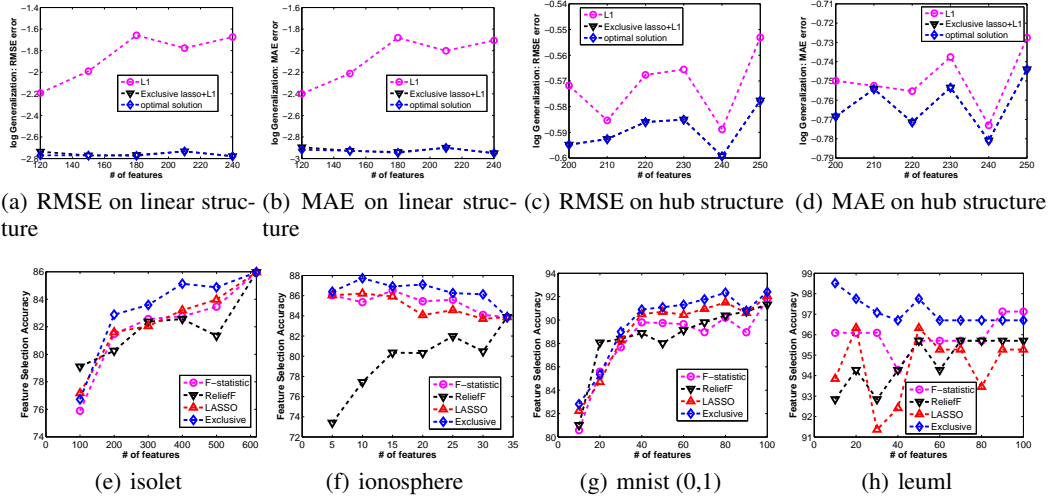 log Generalization: RMSE error
−1.4
−1.6
−1.8
−2
−2.2
−2.4
−2.6
−2.8
120 140 160 180 200 220 240
# of features
L1
Exclusive lasso+L1
optimal solution
log Generalization: MAE error
−1.4
−1.6
−1.8
−2
−2.2
−2.4
−2.6
−2.8
−3
120 140 160 180 200 220 240
# of features
L1
Exclusive lasso+L1
optimal solution
log Generalization: RMSE error
−0.54
−0.55
−0.56
−0.57
−0.58
−0.59
−0.6
200 210 220 230 240 250
# of features
L1
Exclusive lasso+L1
optimal solution
log Generalization: MAE error
−0.71
−0.72
−0.73
−0.74
−0.75
−0.76
−0.77
−0.78
−0.79
200 210 220 230 240 250
# of features
L1
Exclusive lasso+L1
optimal solution
(a) RMSE on linear struc-
ture
(b) MAE on linear struc-
ture
(c) RMSE on hub structure
(d) MAE on hub structure
Feature Selection Accuracy
86
84
82
80
78
76
74
0 100 200 300 400 500 600
# of features
F−statistic
ReliefF
LASSO
Exclusive
Feature Selection Accuracy
88
86
84
82
80
78
76
74
72
0 5 10 15 20 25 30 35
# of features
F−statistic
ReliefF
LASSO
Exclusive
Feature Selection Accuracy
94
92
90
88
86
84
82
80
0 20 40 60 80 100
# of features
F−statistic
ReliefF
LASSO
Exclusive
Feature Selection Accuracy
99
98
97
96
95
94
93
92
91
0 20 40 60 80 100
# of features
F−statistic
ReliefF
LASSO
Exclusive
(e) isolet
(f) ionosphere
(g) mnist (0,1)
(h) leuml